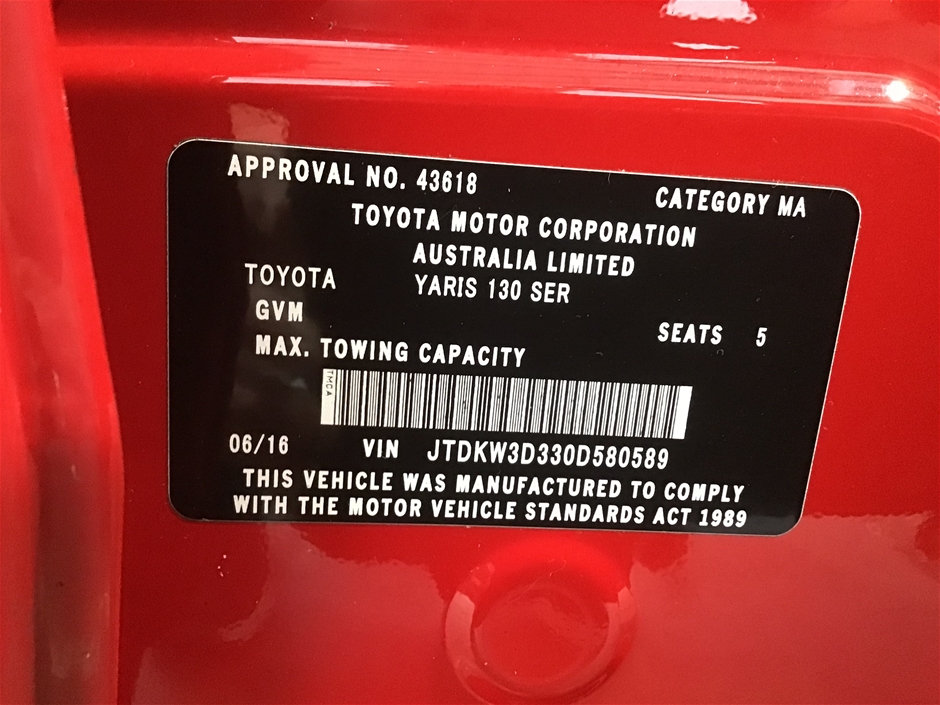 APPROVAL NO. 43618 CATEGORY MA
TOYOTA MOTOR CORPORATION
AUSTRALIA LIMITED
TOYOTA YARIS 130 SER
GVM SEATS 5
MAX. TOWING CAPACITY
TMCA
06/16 VIN JTDKW3D330D580589
THIS VEHICLE WAS MANUFACTURED TO COMPLY
WITH THE MOTOR VEHICLE STANDARDS ACT 1989